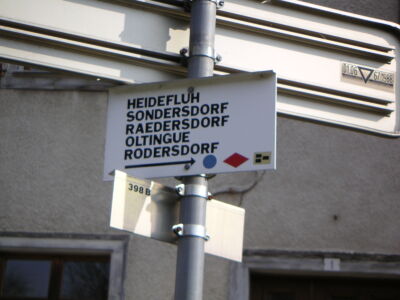 HEIDEFLUH
SONDERSDORF
RAEDERSDORF
OLTINGUE
RODERSDORF
398 B